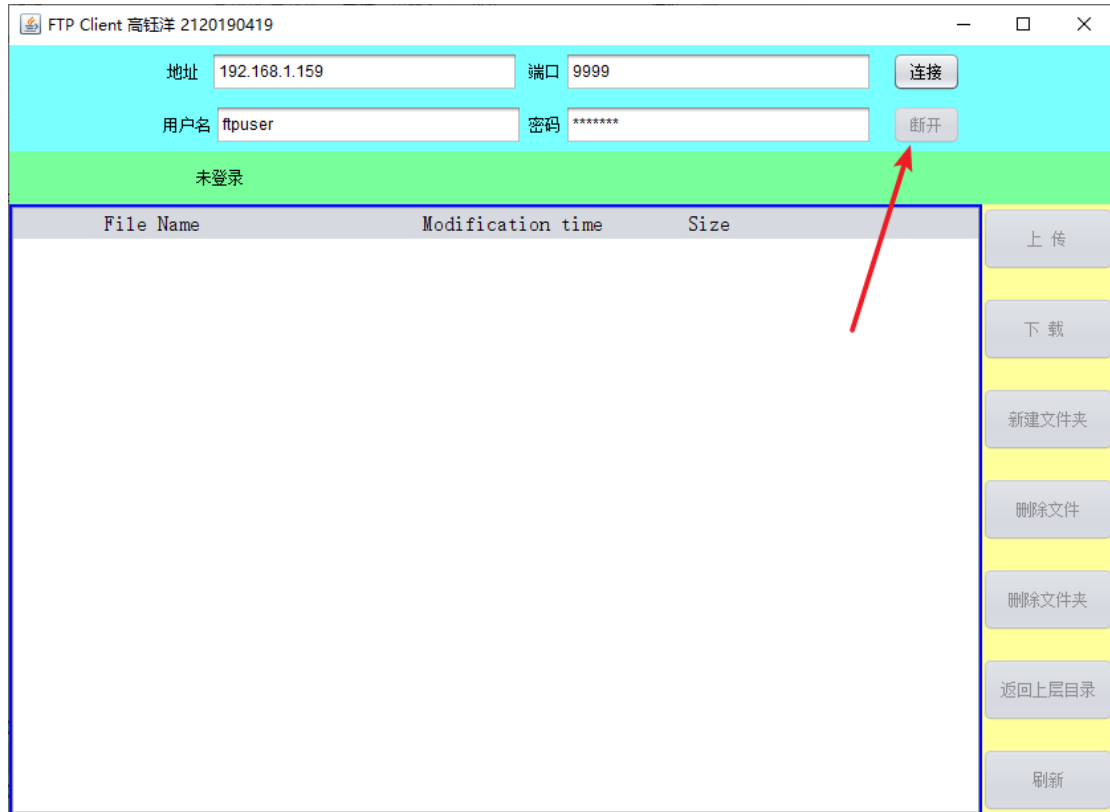 FTP Client 高钰洋 2120190419
地址 192.168.1.159 端口 9999 连接
用户名 ftpuser 密码 ******* 断开
未登录
File Name Modification time Size
上 传
下 载
新建文件夹
删除文件
删除文件夹
返回上层目录
刷新